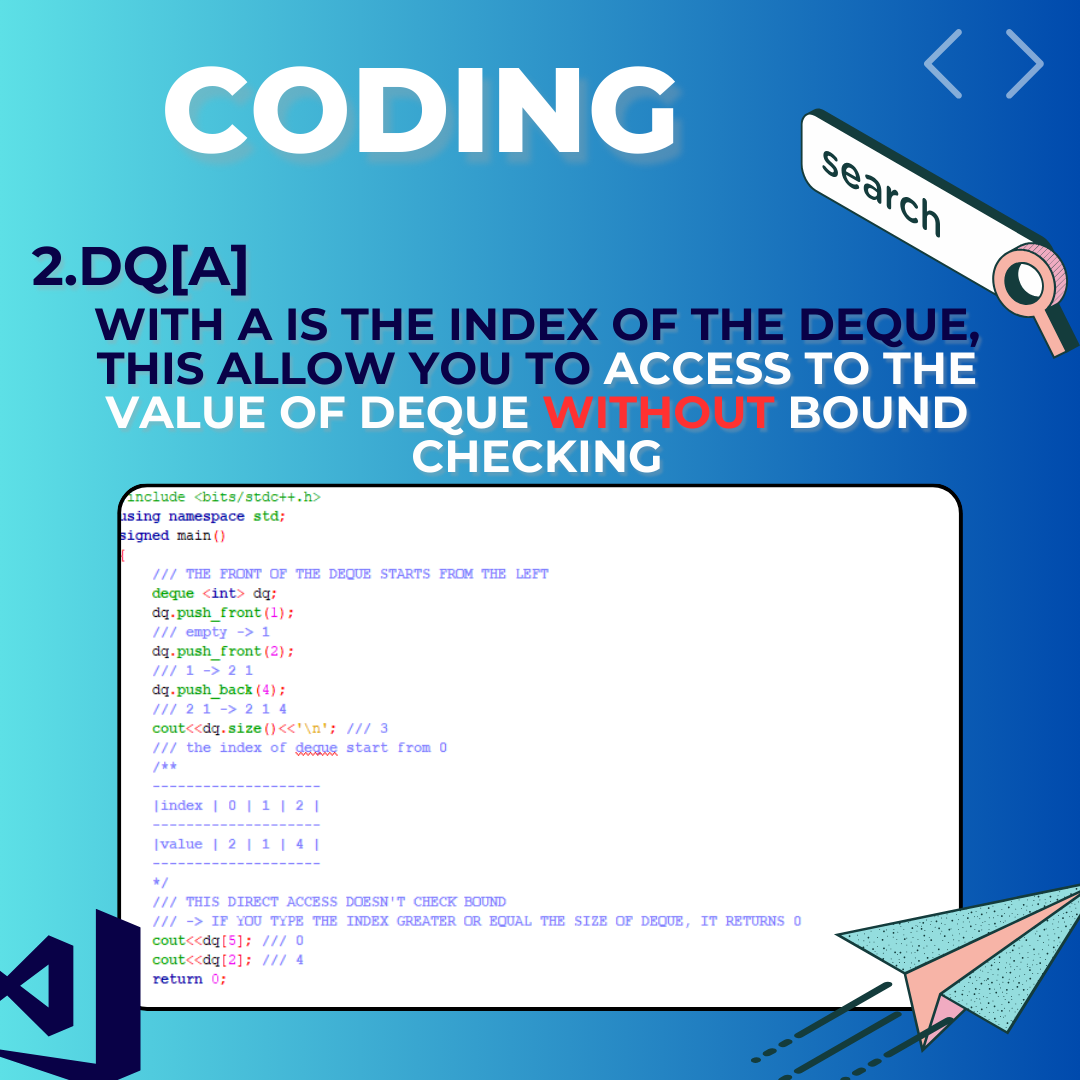 CODING
search
2.DQ[A]
WITH A IS THE INDEX OF THE DEQUE,
THIS ALLOW YOU TO ACCESS TO THE
VALUE OF DEQUE WITHOUT BOUND
CHECKING
include <bits/stdc++.h>
using namespace std;
signed main()
{
/// THE FRONT OF THE DEQUE STARTS FROM THE LEFT
deque <int> dq;
dq.push_front(1);
/// empty -> 1
dq.push_front(2);
/// 1 -> 2 1
dq.push_back(4);
/// 2 1 -> 2 1 4
cout<<dq.size()<<'\n'; /// 3
/// the index of deque start from 0
/**
--------------------
|index | 0 | 1 | 2 |
--------------------
|value | 2 | 1 | 4 |
--------------------
*/
/// THIS DIRECT ACCESS DOESN'T CHECK BOUND
/// -> IF YOU TYPE THE INDEX GREATER OR EQUAL THE SIZE OF DEQUE, IT RETURNS 0
cout<<dq[5]; /// 0
cout<<dq[2]; /// 4
return 0;